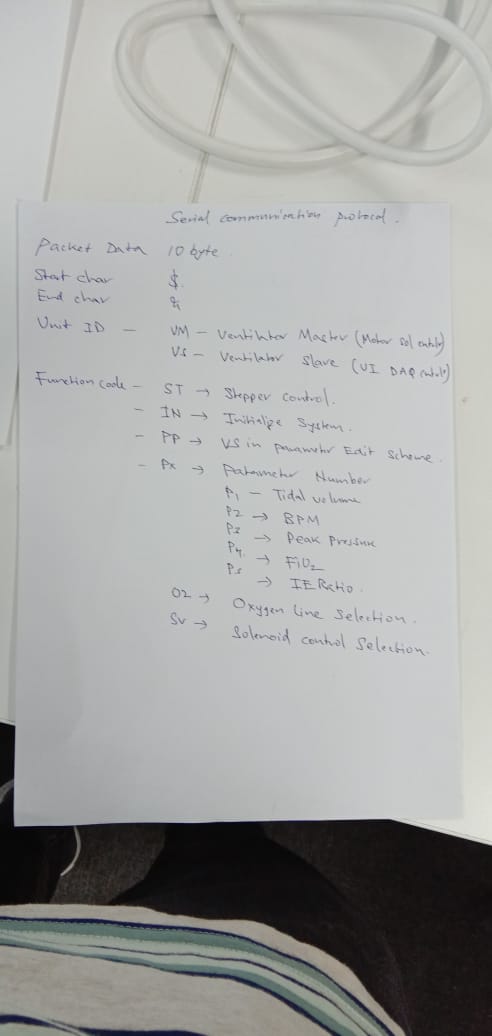 Serial communication protocol.
Packet Data 10 byte
Start char $.
End char &
Unit ID - VM - Ventilator Master (Motor sol
VS - Ventilator Slave (UI DAQ
Function code - ST → Stepper control.
- IN → Initialize System.
- PP → VS in parameter Edit Scheme.
- Px → Parameter Number
P1 - Tidal volume
P2 → BPM
P3 → Peak Pressure
P4. → FiO2
P5 → IE Ratio.
O2 → Oxygen Line Selection.
SV → Solenoid control Selection.